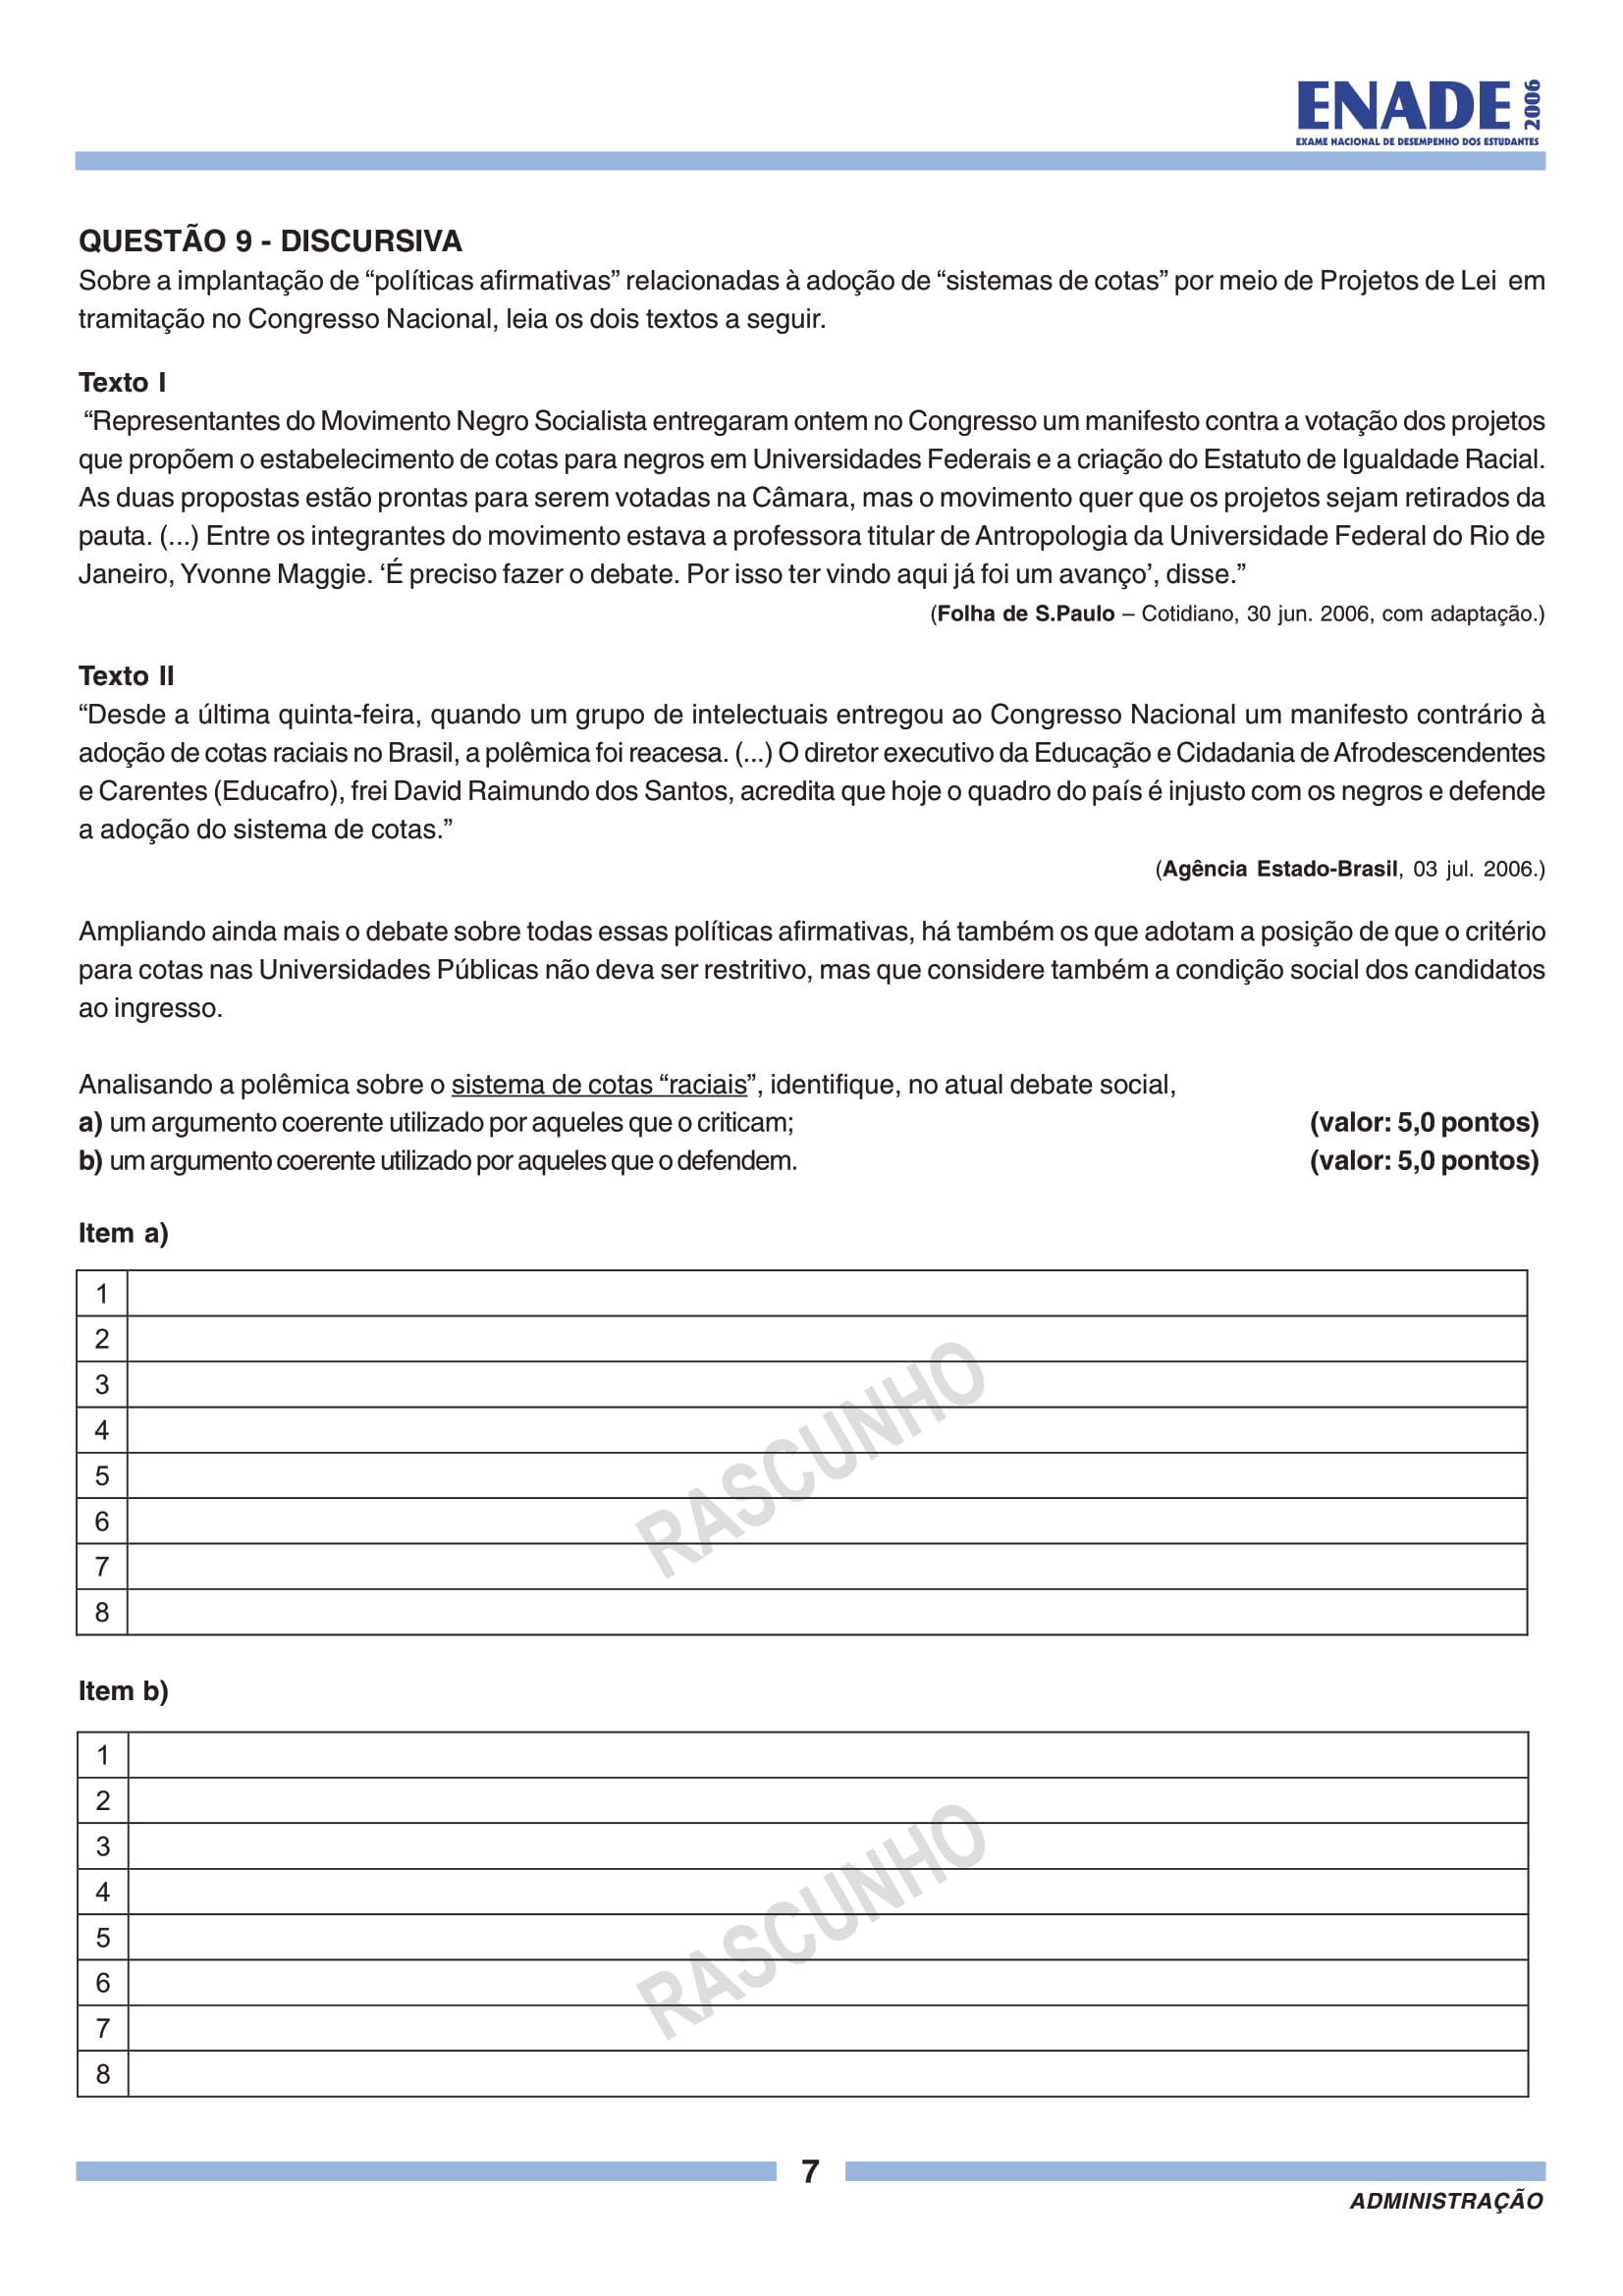 ENADE 2006
EXAME NACIONAL DE DESEMPENHO DOS ESTUDANTES
QUESTÃO 9 - DISCURSIVA
Sobre a implantação de “políticas afirmativas” relacionadas à adoção de “sistemas de cotas” por meio de Projetos de Lei em
tramitação no Congresso Nacional, leia os dois textos a seguir.
Texto I
“Representantes do Movimento Negro Socialista entregaram ontem no Congresso um manifesto contra a votação dos projetos
que propõem o estabelecimento de cotas para negros em Universidades Federais e a criação do Estatuto de Igualdade Racial.
As duas propostas estão prontas para serem votadas na Câmara, mas o movimento quer que os projetos sejam retirados da
pauta. (...) Entre os integrantes do movimento estava a professora titular de Antropologia da Universidade Federal do Rio de
Janeiro, Yvonne Maggie. ‘É preciso fazer o debate. Por isso ter vindo aqui já foi um avanço’, disse.”
(Folha de S.Paulo – Cotidiano, 30 jun. 2006, com adaptação.)
Texto II
“Desde a última quinta-feira, quando um grupo de intelectuais entregou ao Congresso Nacional um manifesto contrário à
adoção de cotas raciais no Brasil, a polêmica foi reacesa. (...) O diretor executivo da Educação e Cidadania de Afrodescendentes
e Carentes (Educafro), frei David Raimundo dos Santos, acredita que hoje o quadro do país é injusto com os negros e defende
a adoção do sistema de cotas.”
(Agência Estado-Brasil, 03 jul. 2006.)
Ampliando ainda mais o debate sobre todas essas políticas afirmativas, há também os que adotam a posição de que o critério
para cotas nas Universidades Públicas não deva ser restritivo, mas que considere também a condição social dos candidatos
ao ingresso.
Analisando a polêmica sobre o sistema de cotas “raciais”, identifique, no atual debate social,
a) um argumento coerente utilizado por aqueles que o criticam; (valor: 5,0 pontos)
b) um argumento coerente utilizado por aqueles que o defendem. (valor: 5,0 pontos)
Item a)
1
2
3
4
5
6
7
8
RASCUNHO
Item b)
1
2
3
4
5
6
7
8
RASCUNHO
7
ADMINISTRAÇÃO